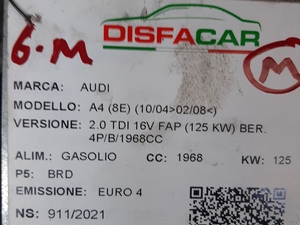 6.M
DISFACAR
M
MARCA: AUDI
MODELLO: A4 (8E) (10/04>02/08<)
VERSIONE: 2.0 TDI 16V FAP (125 KW) BER.
4P/B/1968CC
ALIM.: GASOLIO CC: 1968 KW: 125
P5: BRD
EMISSIONE: EURO 4
NS: 911/2021